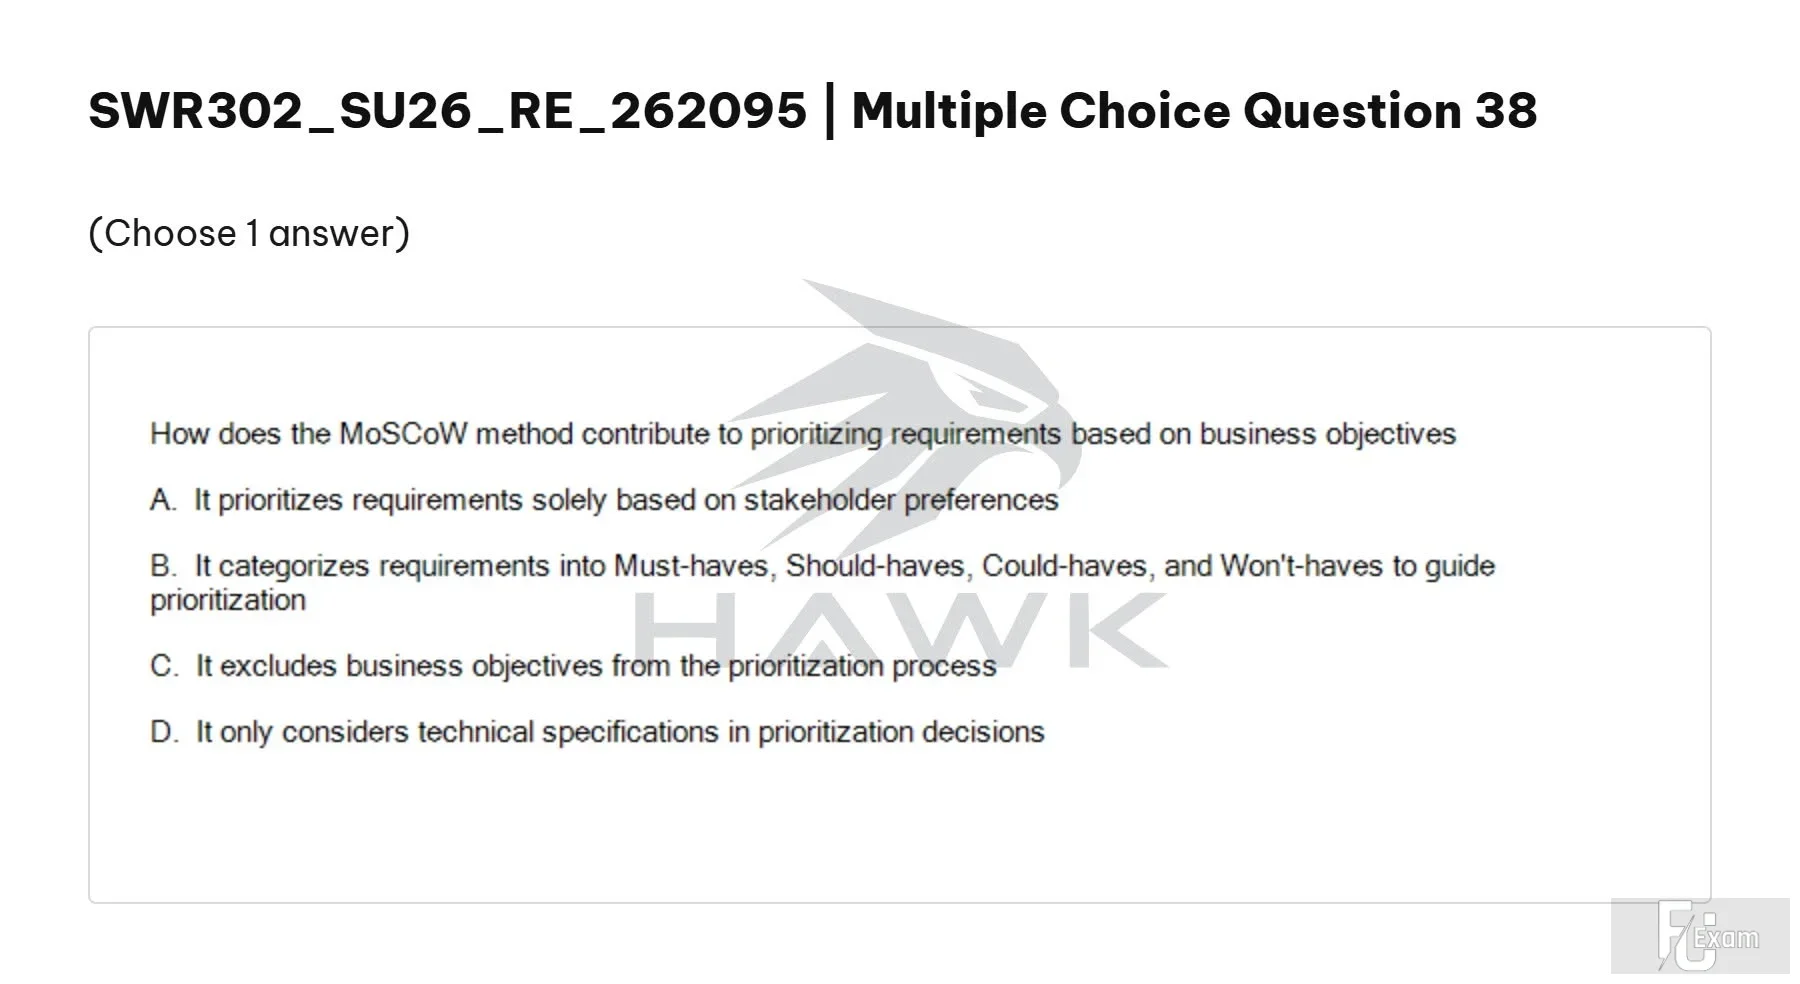 SWR302_SU26_RE_262095 | Multiple Choice Question 38
(Choose 1 answer)
How does the MoSCoW method contribute to prioritizing requirements based on business objectives
A. It prioritizes requirements solely based on stakeholder preferences
B. It categorizes requirements into Must-haves, Should-haves, Could-haves, and Won't-haves to guide
prioritization
HAWK
C. It excludes business objectives from the prioritization process
D. It only considers technical specifications in prioritization decisions
FU Exam